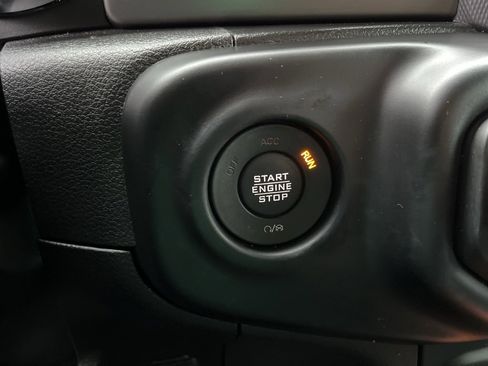 ACC
OFF
RUN
START
ENGINE
STOP